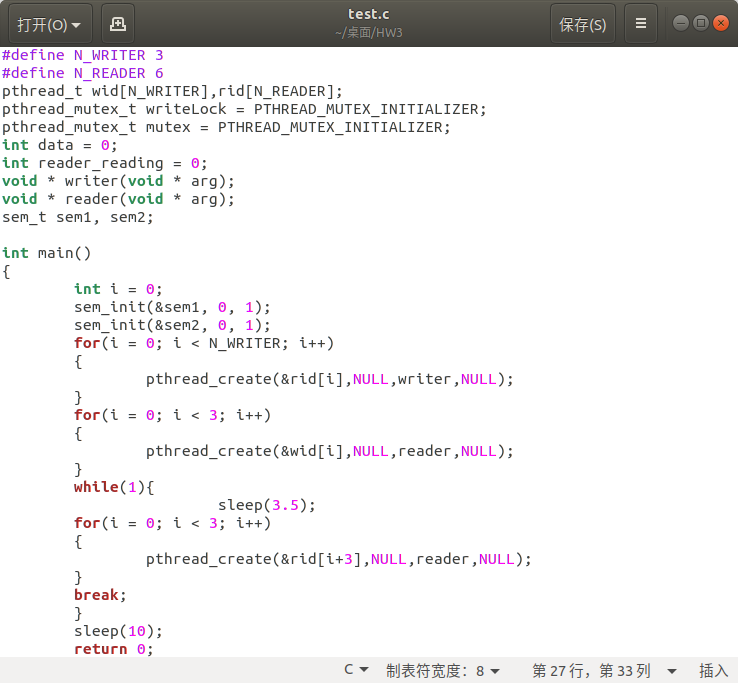 打开(O)
test.c
~/桌面/HW3
保存(S)
#define N_WRITER 3
#define N_READER 6
pthread_t wid[N_WRITER],rid[N_READER];
pthread_mutex_t writeLock = PTHREAD_MUTEX_INITIALIZER;
pthread_mutex_t mutex = PTHREAD_MUTEX_INITIALIZER;
int data = 0;
int reader_reading = 0;
void * writer(void * arg);
void * reader(void * arg);
sem_t sem1, sem2;
int main()
{
int i = 0;
sem_init(&sem1, 0, 1);
sem_init(&sem2, 0, 1);
for(i = 0; i < N_WRITER; i++)
{
pthread_create(&rid[i],NULL,writer,NULL);
}
for(i = 0; i < 3; i++)
{
pthread_create(&wid[i],NULL,reader,NULL);
}
while(1){
sleep(3.5);
for(i = 0; i < 3; i++)
{
pthread_create(&rid[i+3],NULL,reader,NULL);
}
break;
}
sleep(10);
return 0;
C 制表符宽度：8 第 27 行，第 33 列 插入